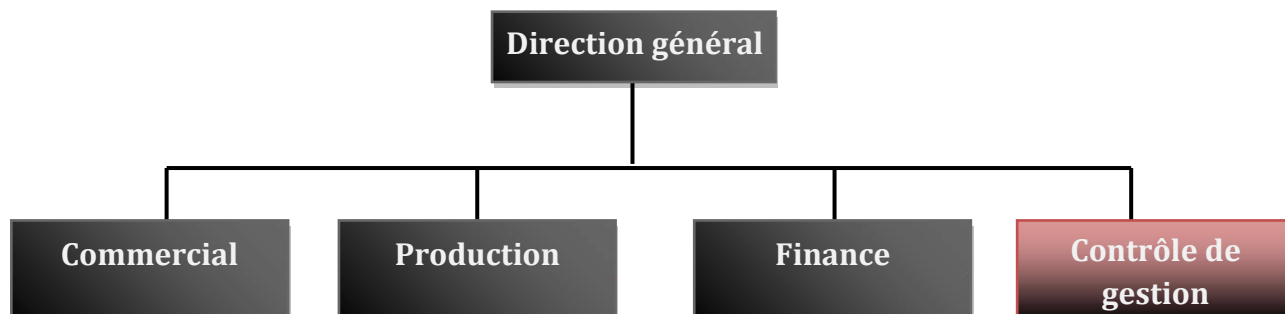 Direction général
Commercial
Production
Finance
Contrôle de
gestion